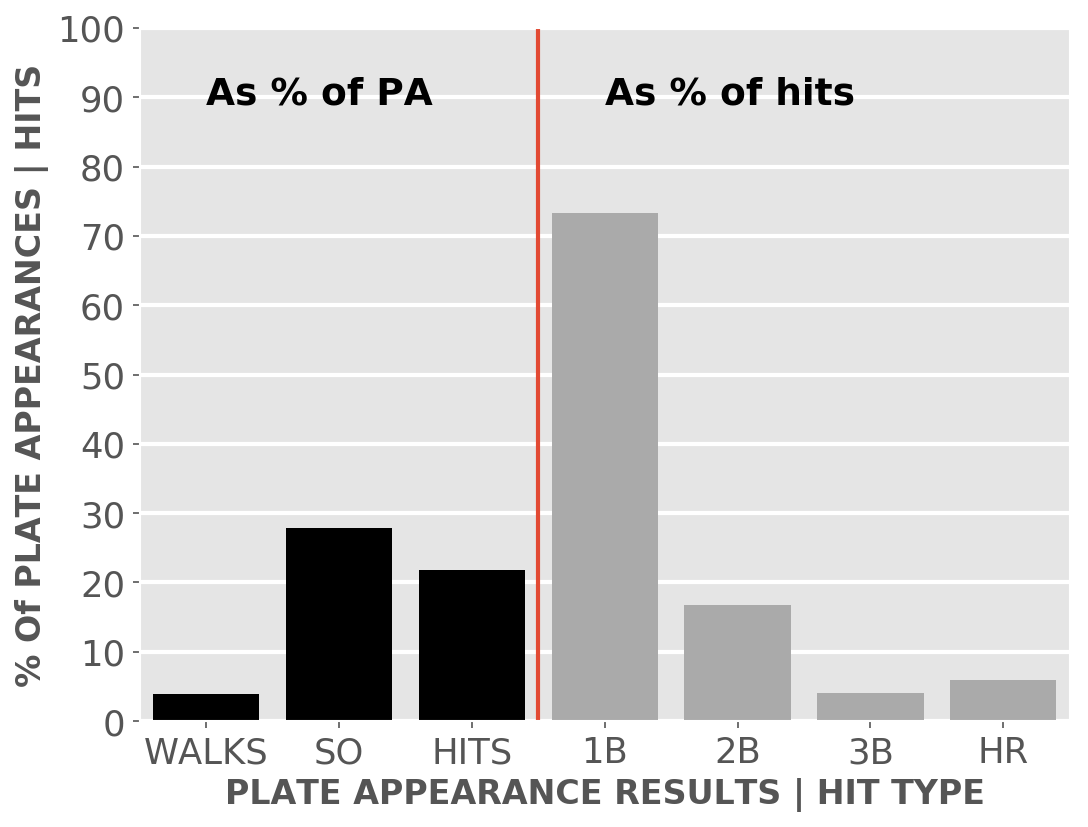 100
90
80
70
60
50
40
30
20
10
0
% Of PLATE APPEARANCES | HITS
As % of PA
As % of hits
WALKS SO HITS 1B 2B 3B HR
PLATE APPEARANCE RESULTS | HIT TYPE